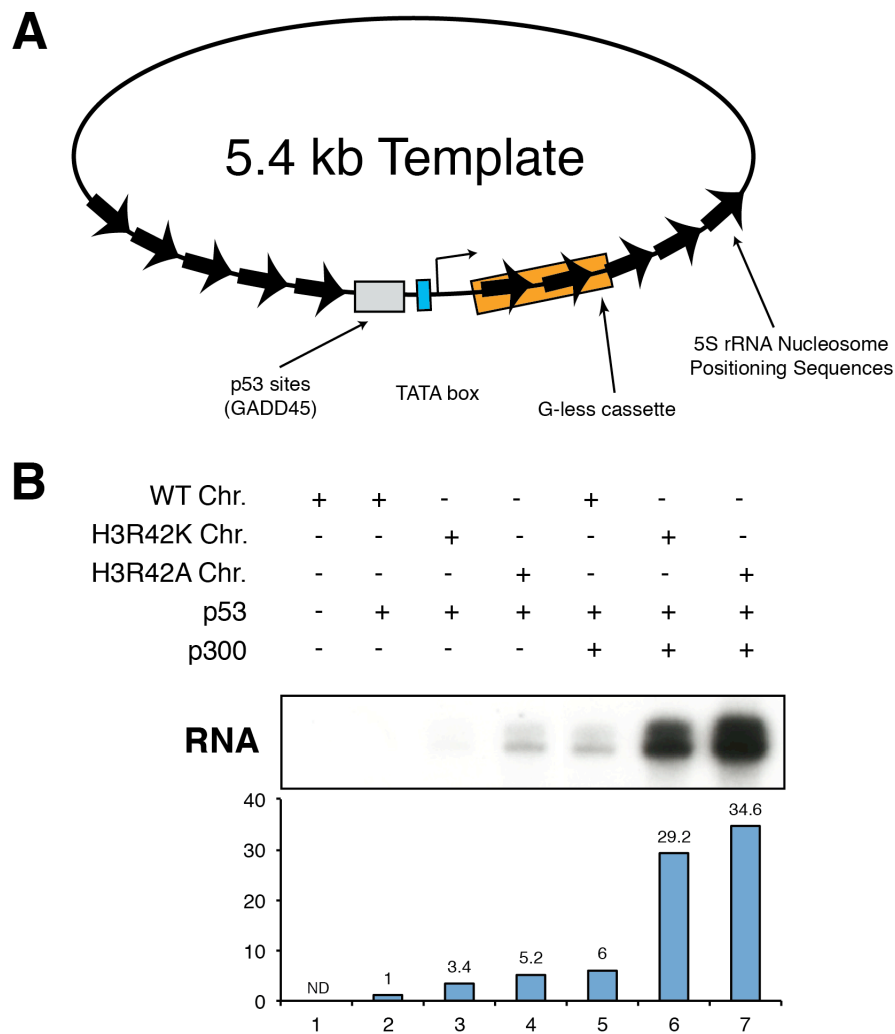 A
5.4 kb Template
5S rRNA Nucleosome
Positioning Sequences
p53 sites
(GADD45)
TATA box
G-less cassette
B
WT Chr. + + - - + - -
H3R42K Chr. - - + - - + -
H3R42A Chr. - - - + - - +
p53 - + + + + + +
p300 - - - - + + +
RNA
40
30
20
10
0
ND 1 3.4 5.2 6 29.2 34.6
1 2 3 4 5 6 7